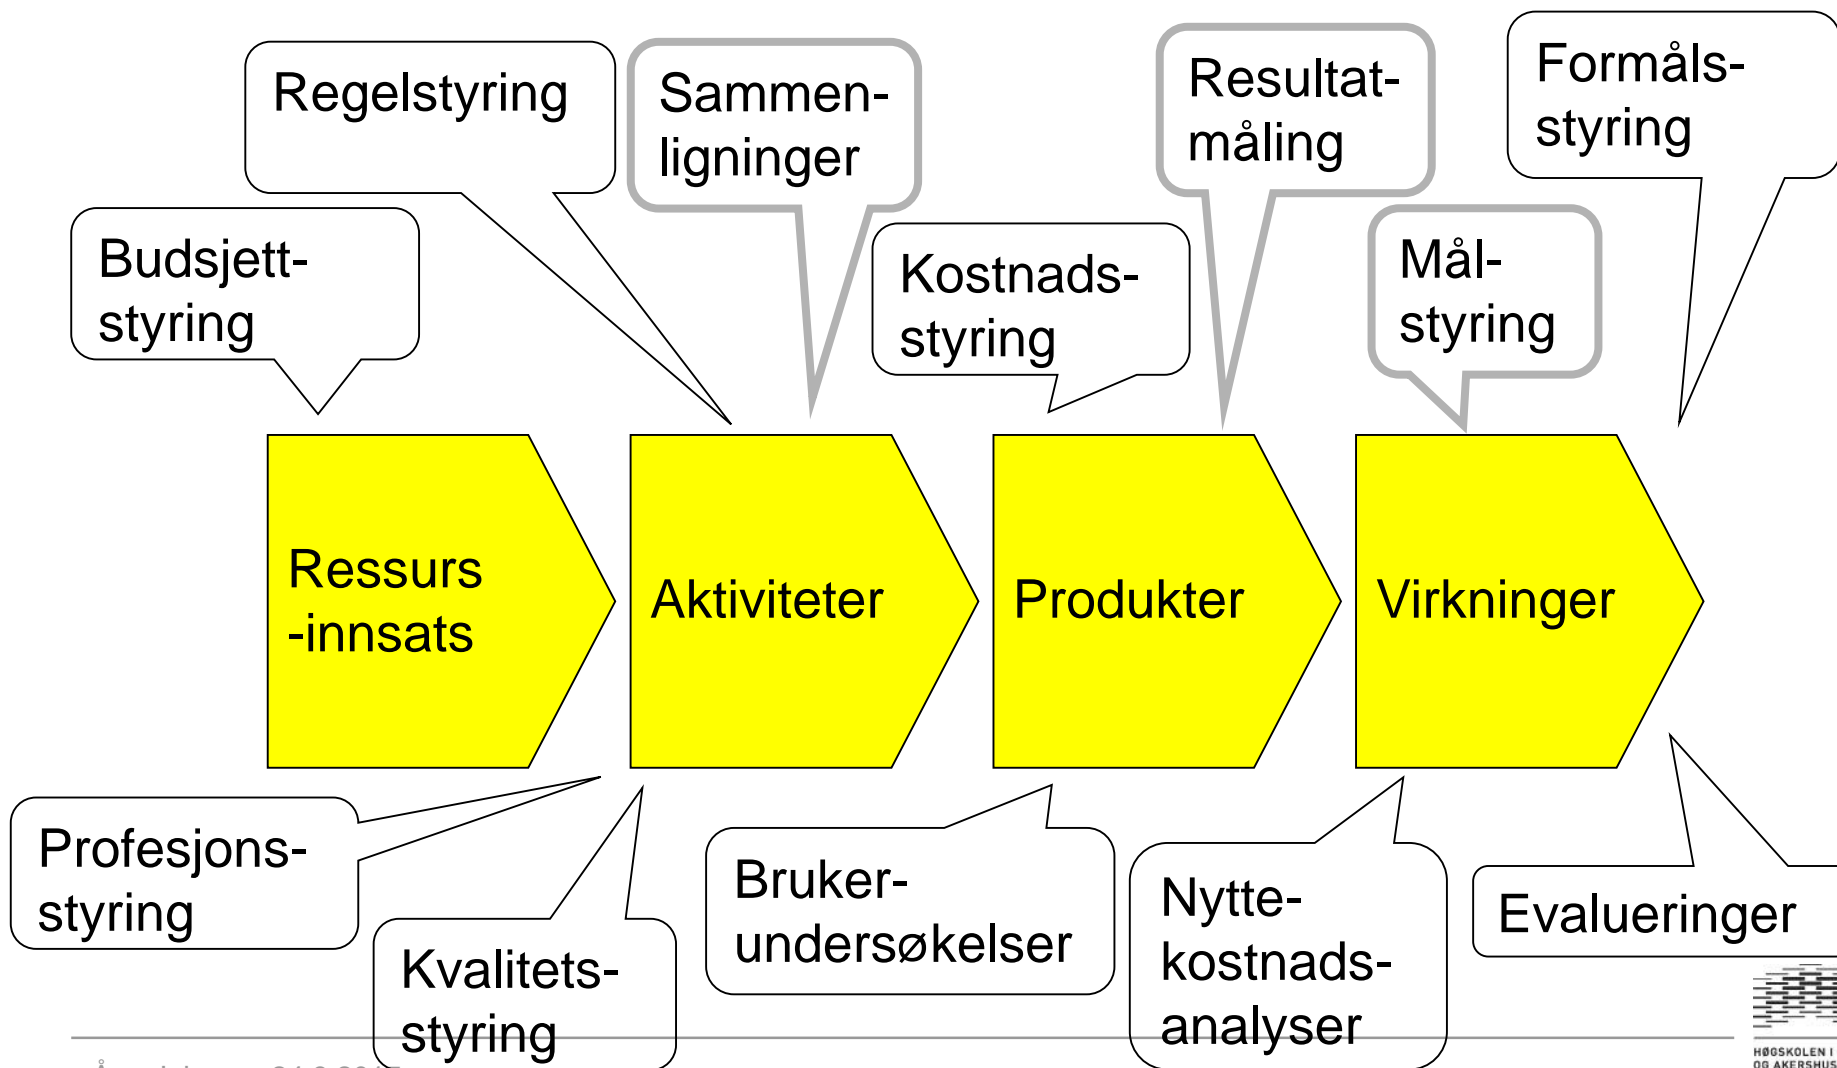 Regelstyring
Sammen-
ligninger
Resultat-
måling
Formåls-
styring
Budsjett-
styring
Kostnads-
styring
Mål-
styring
Ressurs
-innsats
Aktiviteter
Produkter
Virkninger
Profesjons-
styring
Kvalitets-
styring
Bruker-
undersøkelser
Nytte-
kostnads-
analyser
Evalueringer
HØGSKOLEN I
OG AKERSHUS